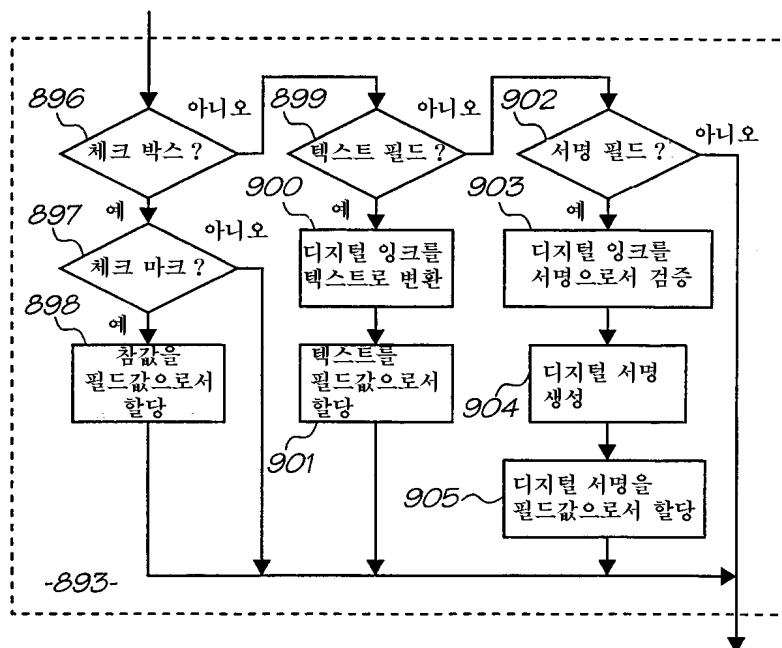 896
아니오
체크 박스 ?
예
897
아니오
체크 마크 ?
예
898
참값을
필드값으로서
할당
899
아니오
텍스트 필드 ?
예
900
디지털 잉크를
텍스트로 변환
텍스트를
필드값으로서
할당
901
902
아니오
서명 필드 ?
예
903
디지털 잉크를
서명으로서 검증
디지털 서명
생성
904
905
디지털 서명을
필드값으로서 할당
-893-